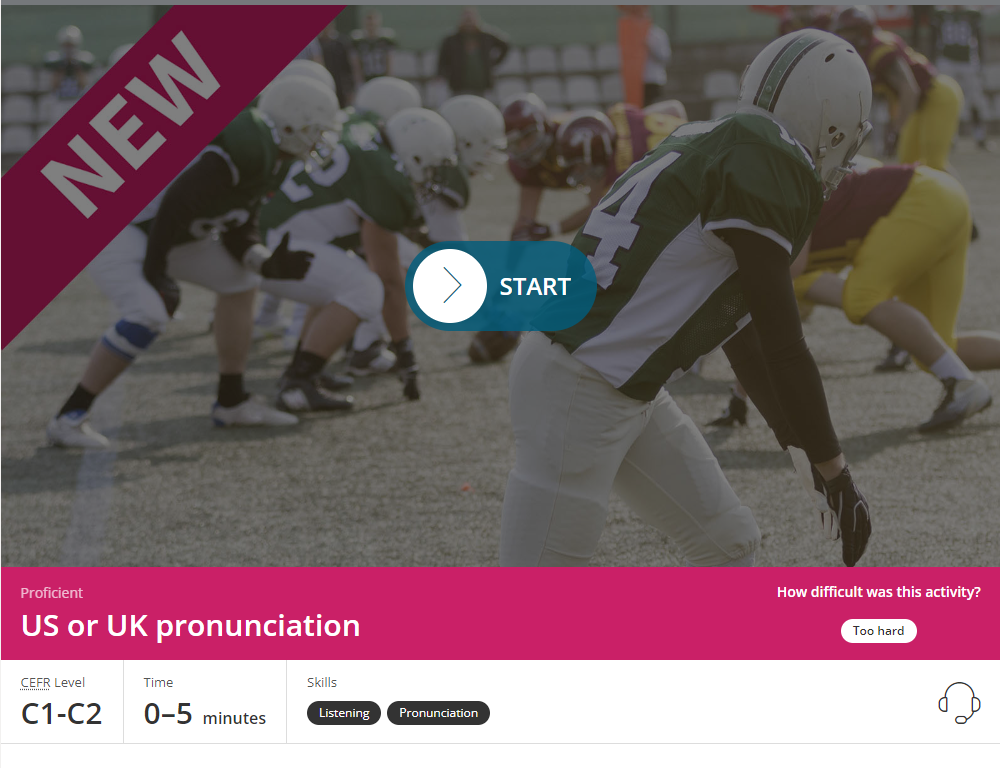 NEW
START
Proficient
US or UK pronunciation
How difficult was this activity?
Too hard
CEFR Level
C1-C2
Time
0–5 minutes
Skills
Listening
Pronunciation
4